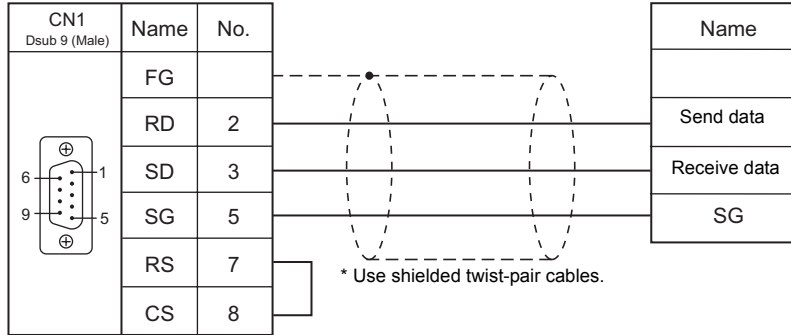 CN1
Dsub 9 (Male)
Name
No.
Name
FG
RD
2
Send data
SD
3
Receive data
SG
5
SG
RS
7
CS
8
6
1
9
5
* Use shielded twist-pair cables.